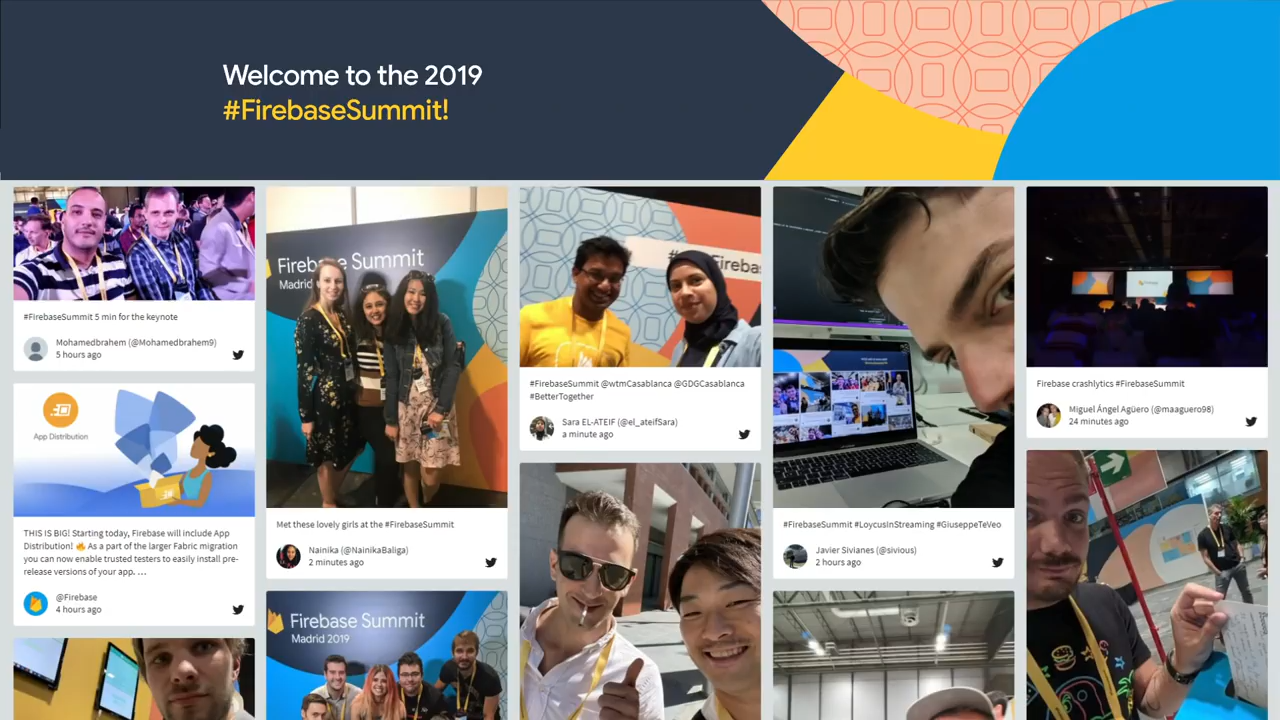 Welcome to the 2019
#FirebaseSummit!
#FirebaseSummit 5 min for the keynote
Mohamedbrahem (@Mohamedbrahem9)
5 hours ago
App Distribution
THIS IS BIG! Starting today, Firebase will include App
Distribution! 🔥 As a part of the larger Fabric migration
you can now enable trusted testers to easily install pre-
release versions of your app. …
@Firebase
4 hours ago
Firebase Summit
Madrid
Met these lovely girls at the #FirebaseSummit
Nainika (@NainikaBaliga)
2 minutes ago
Firebase Summit
Madrid 2019
#FirebaseSummit @wtmCasablanca @GDGCasablanca
#BetterTogether
Sara EL-ATEIF (@el_ateifSara)
a minute ago
#FirebaseSummit #LoycusInStreaming #GiuseppeTeVeo
Javier Sivianes (@sivious)
2 hours ago
Firebase crashlytics #FirebaseSummit
Miguel Ángel Agüero (@maaguero98)
24 minutes ago